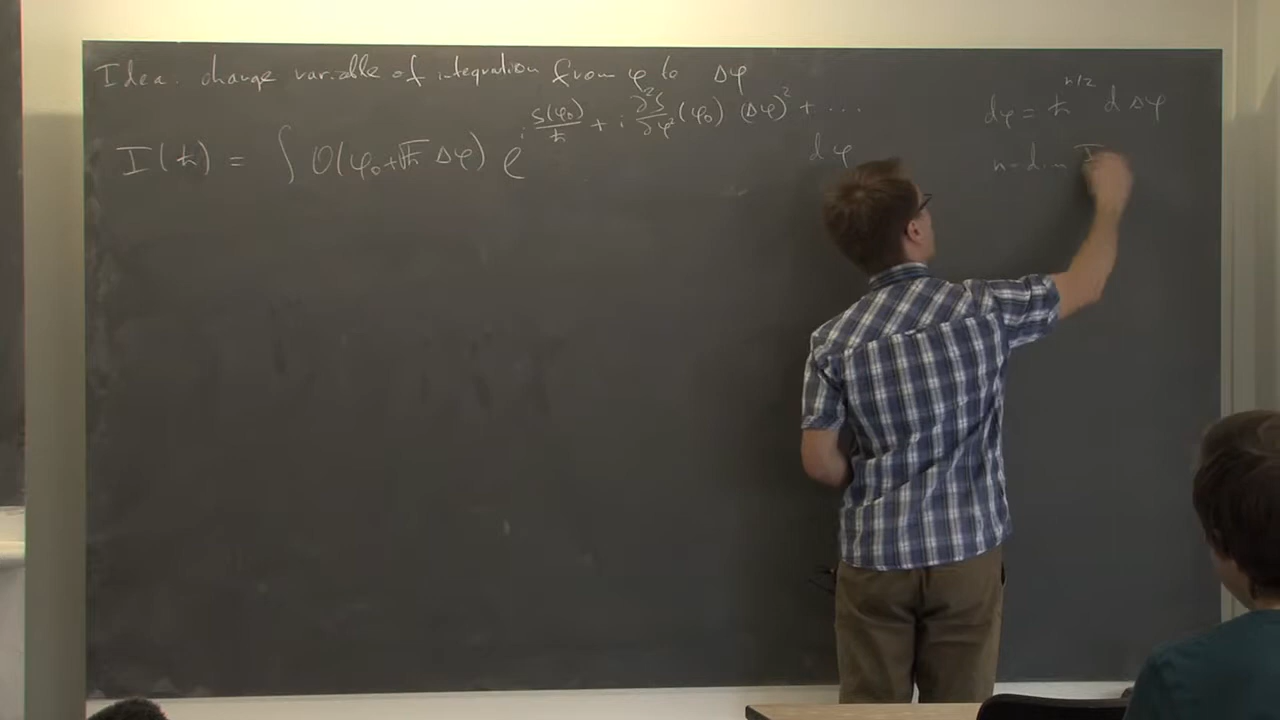 Idea. change variable of integration from φ to Δφ
I(ħ) = ∫ O(φ₀+√ħ Δφ) e^{i S(φ₀)/ħ + i ∂²S/∂φ² (φ₀) (Δφ)² + ...} dφ
dφ = ħ^{n/2} d Δφ
n-dim I